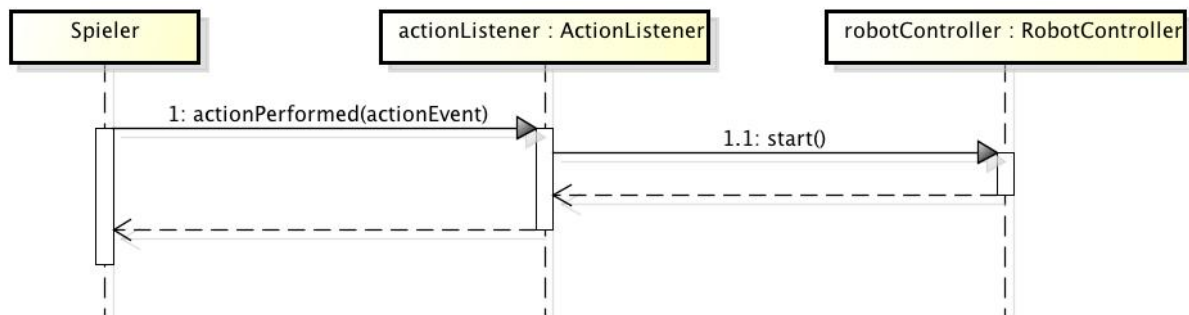 Spieler
actionListener : ActionListener
robotController : RobotController
1: actionPerformed(actionEvent)
1.1: start()